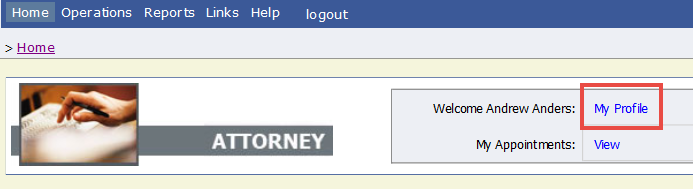 Home Operations Reports Links Help logout
> Home
ATTORNEY
Welcome Andrew Anders: My Profile
My Appointments: View